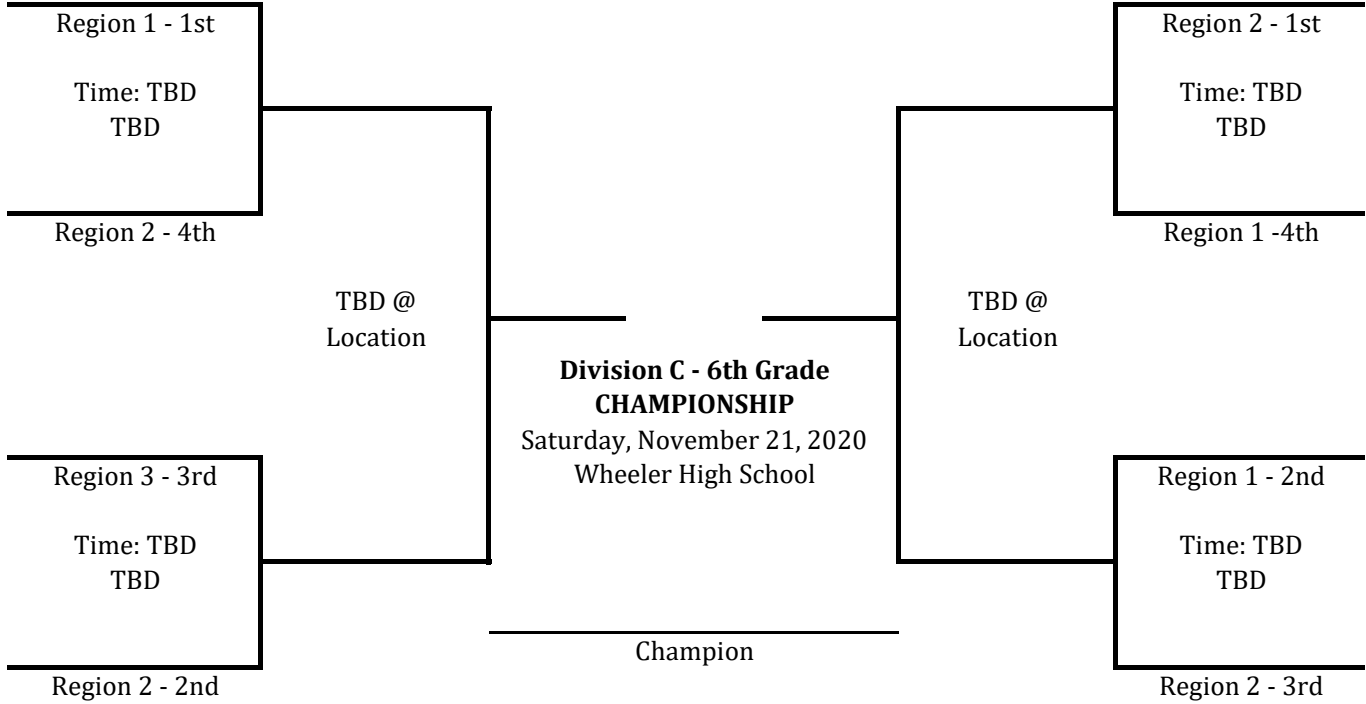 Region 1 - 1st
Time: TBD
TBD
Region 2 - 4th
TBD @
Location
Region 3 - 3rd
Time: TBD
TBD
Region 2 - 2nd
Division C - 6th Grade
CHAMPIONSHIP
Saturday, November 21, 2020
Wheeler High School
Champion
Region 2 - 1st
Time: TBD
TBD
Region 1 -4th
TBD @
Location
Region 1 - 2nd
Time: TBD
TBD
Region 2 - 3rd